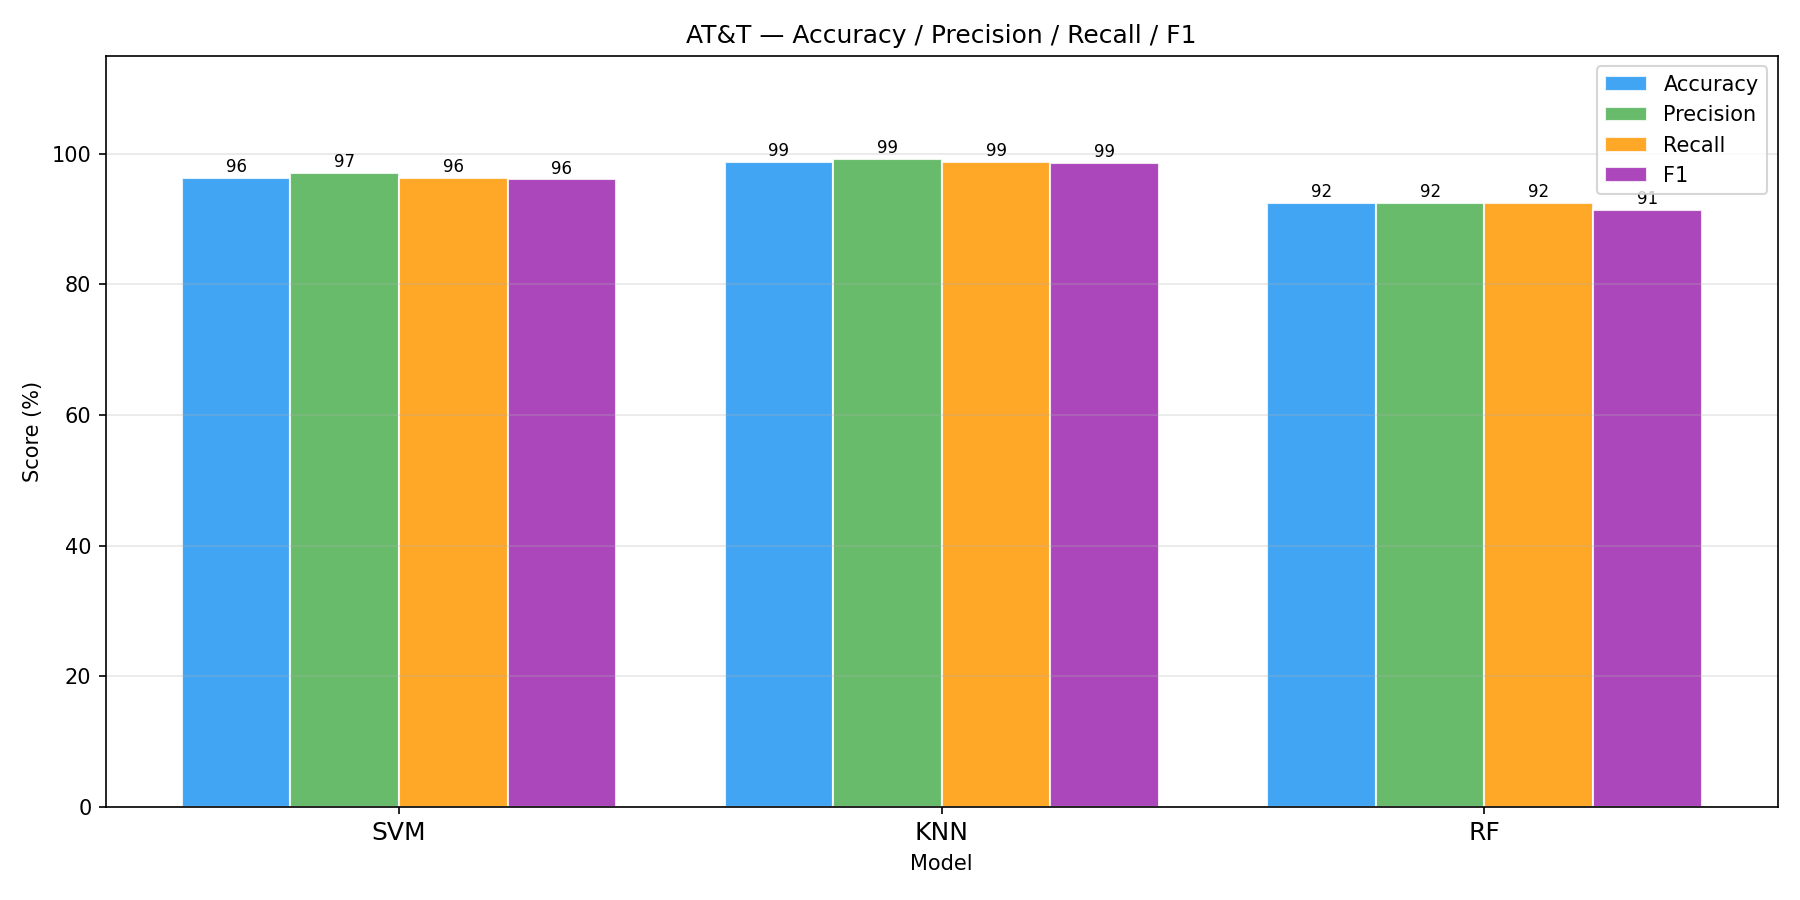 AT&T — Accuracy / Precision / Recall / F1
Accuracy
Precision
Recall
F1
Score (%)
100
80
60
40
20
0
96
97
96
96
99
99
99
99
92
92
92
91
SVM
KNN
RF
Model